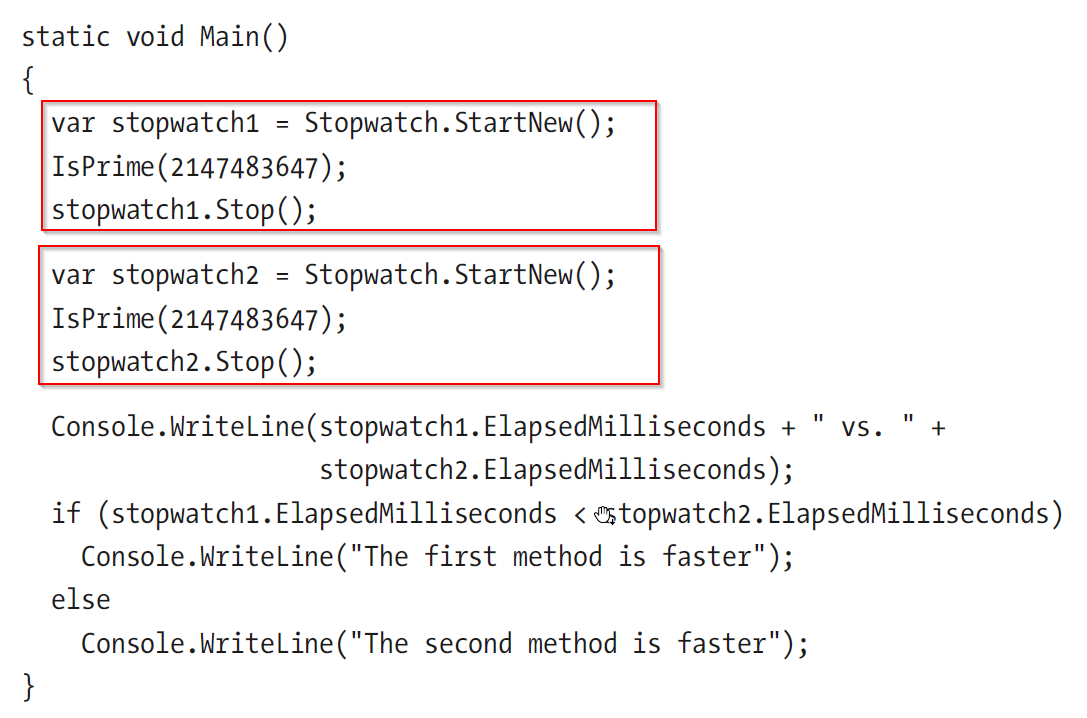 static void Main()
{
var stopwatch1 = Stopwatch.StartNew();
IsPrime(2147483647);
stopwatch1.Stop();
var stopwatch2 = Stopwatch.StartNew();
IsPrime(2147483647);
stopwatch2.Stop();
Console.WriteLine(stopwatch1.ElapsedMilliseconds + " vs. " +
stopwatch2.ElapsedMilliseconds);
if (stopwatch1.ElapsedMilliseconds < stopwatch2.ElapsedMilliseconds)
Console.WriteLine("The first method is faster");
else
Console.WriteLine("The second method is faster");
}